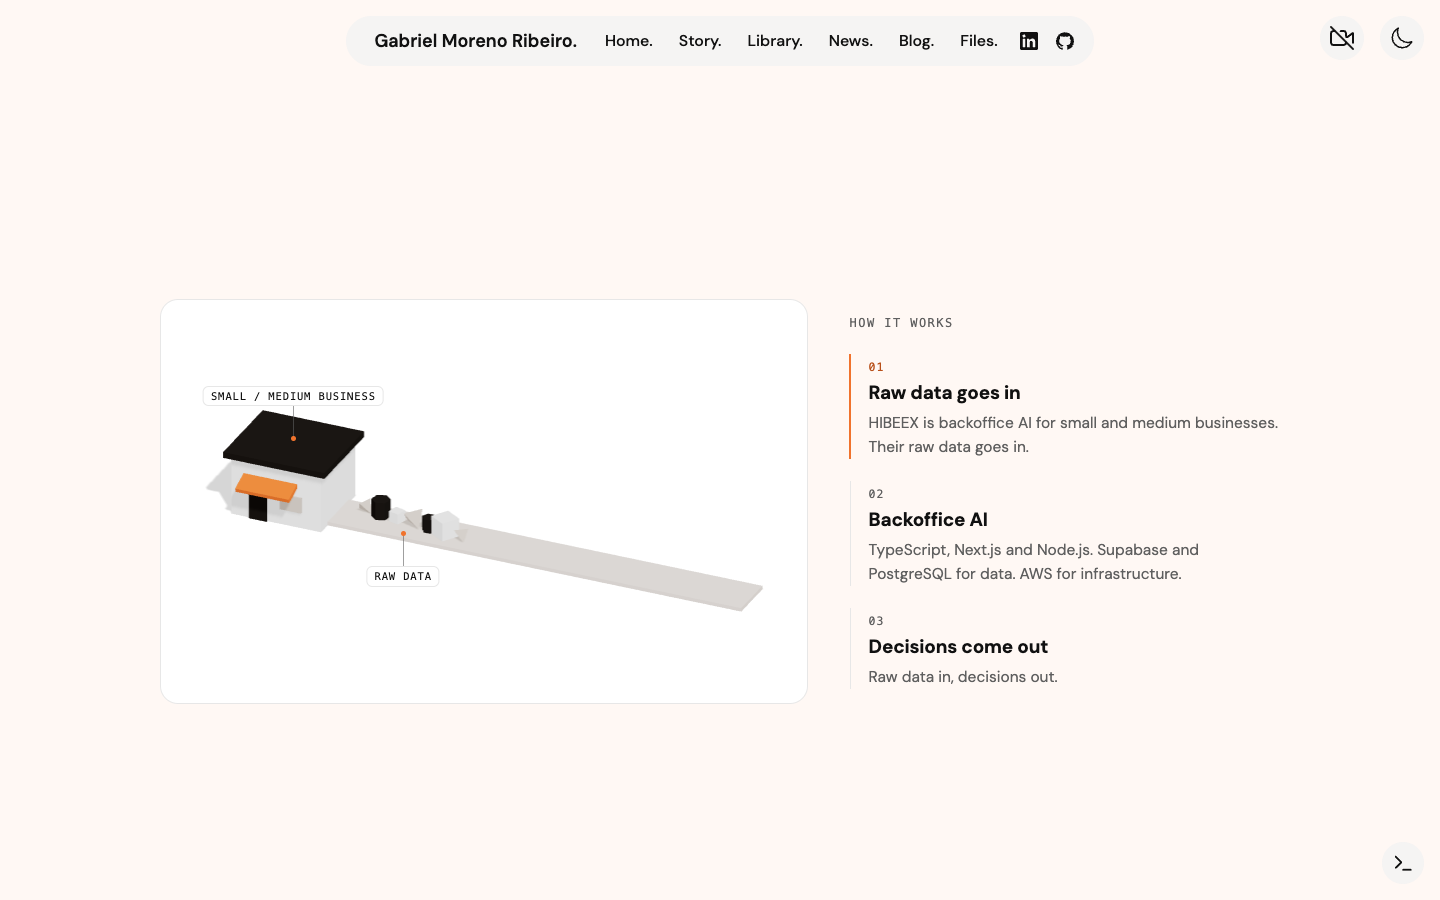 Gabriel Moreno Ribeiro. Home. Story. Library. News. Blog. Files.
SMALL / MEDIUM BUSINESS
RAW DATA
HOW IT WORKS
01
Raw data goes in
HIBEEX is backoffice AI for small and medium businesses.
Their raw data goes in.
02
Backoffice AI
TypeScript, Next.js and Node.js. Supabase and
PostgreSQL for data. AWS for infrastructure.
03
Decisions come out
Raw data in, decisions out.